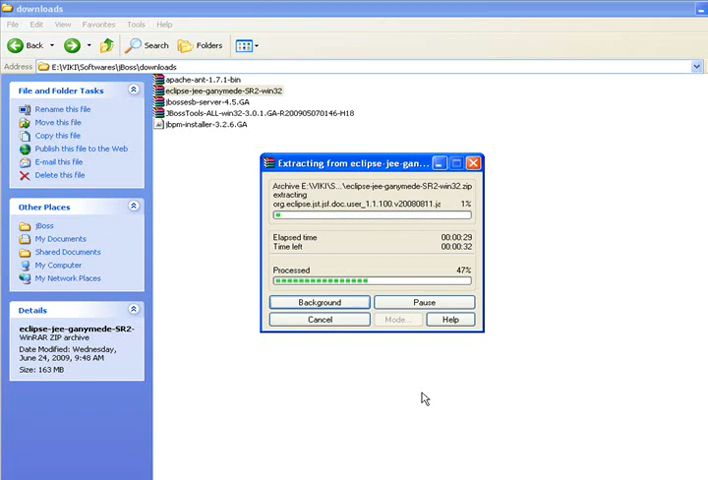 downloads
File Edit View Favorites Tools Help
Back Search Folders
Address E:\VIKI\Softwares\jBoss\downloads
File and Folder Tasks
Rename this file
Move this file
Copy this file
Publish this file to the Web
E-mail this file
Delete this file
Other Places
jBoss
My Documents
Shared Documents
My Computer
My Network Places
Details
eclipse-jee-ganymede-SR2-
WinRAR ZIP archive
Date Modified: Wednesday,
June 24, 2009, 9:48 AM
Size: 163 MB
apache-ant-1.7.1-bin
eclipse-jee-ganymede-SR2-win32
jbossesb-server-4.5.GA
JBossTools-ALL-win32-3.0.1.GA-R200905070146-H18
jbpm-installer-3.2.6.GA
Extracting from eclipse-jee-gan...
Archive E:\VIKI\S...\eclipse-jee-ganymede-SR2-win32.zip
extracting
org.eclipse.jst.jsf.doc.user_1.1.100.v20080811.ja 1%
Elapsed time 00:00:29
Time left 00:00:32
Processed 47%
Background Pause
Cancel Mode... Help